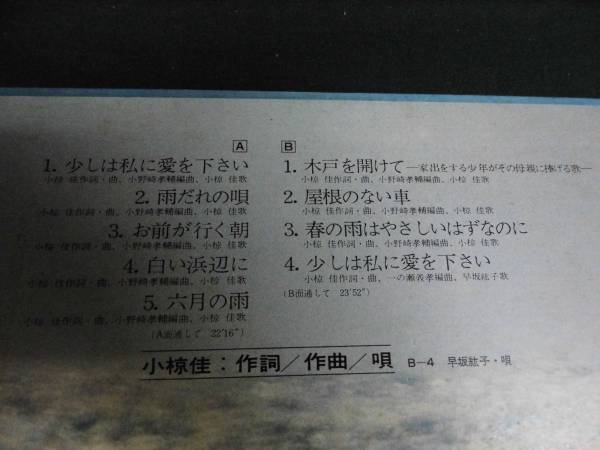 A
1. 少しは私に愛を下さい
小椋 佳作詞・曲、小野崎孝輔編曲、小椋 佳歌
2. 雨だれの唄
小椋 佳作詞・曲、小野崎孝輔編曲、小椋 佳歌
3. お前が行く朝
小椋 佳作詞・曲、小野崎孝輔編曲、小椋 佳歌
4. 白い浜辺に
小椋 佳作詞・曲、小野崎孝輔編曲、小椋 佳歌
5. 六月の雨
小椋 佳作詞・曲、小野崎孝輔編曲、小椋 佳歌
(A面通して 22'16")
B
1. 木戸を開けて—家出をする少年がその母親に捧げる歌—
小椋 佳作詞・曲、小野崎孝輔編曲、小椋 佳歌
2. 屋根のない車
小椋 佳作詞・曲、小野崎孝輔編曲、小椋 佳歌
3. 春の雨はやさしいはずなのに
小椋 佳作詞・曲、小野崎孝輔編曲、小椋 佳歌
4. 少しは私に愛を下さい
小椋 佳作詞・曲、一の瀬義孝編曲、早坂紘子歌
(B面通して 23'52")
小椋佳：作詞／作曲／唄 B-4 早坂紘子・唄